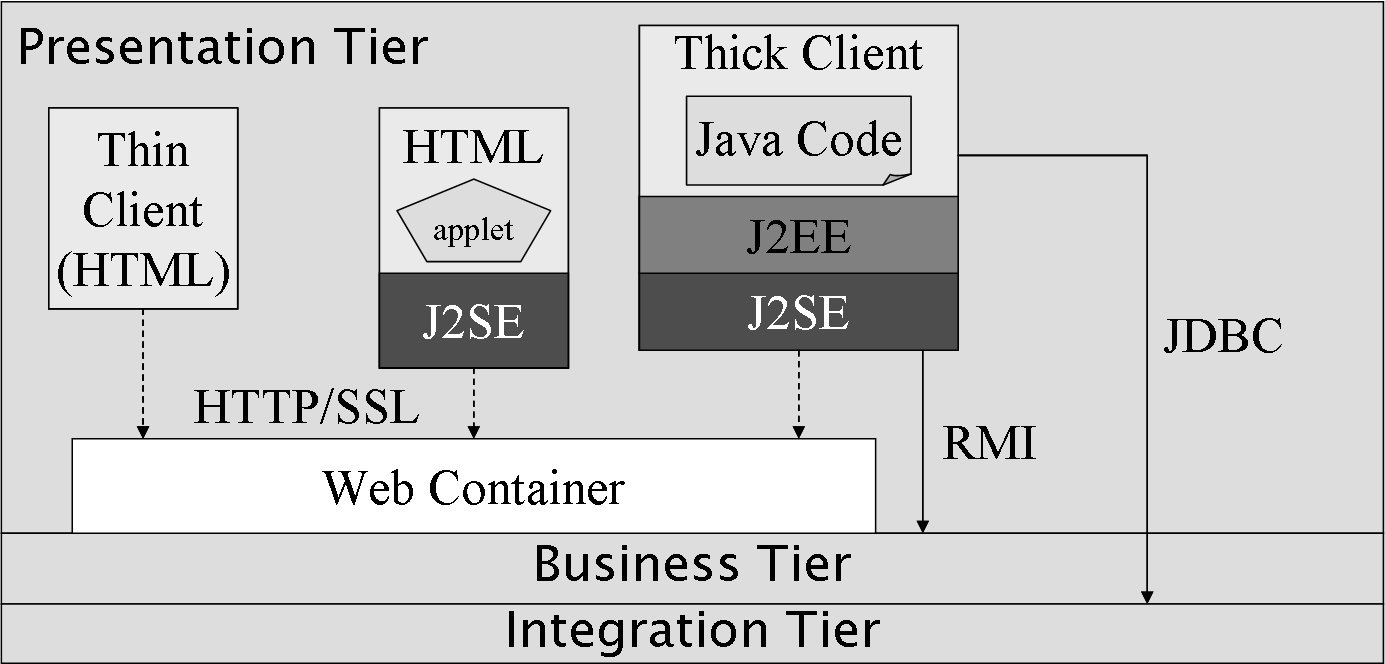 Presentation Tier
Thin
Client
(HTML)
HTML
applet
J2SE
Thick Client
Java Code
J2EE
J2SE
JDBC
HTTP/SSL
RMI
Web Container
Business Tier
Integration Tier